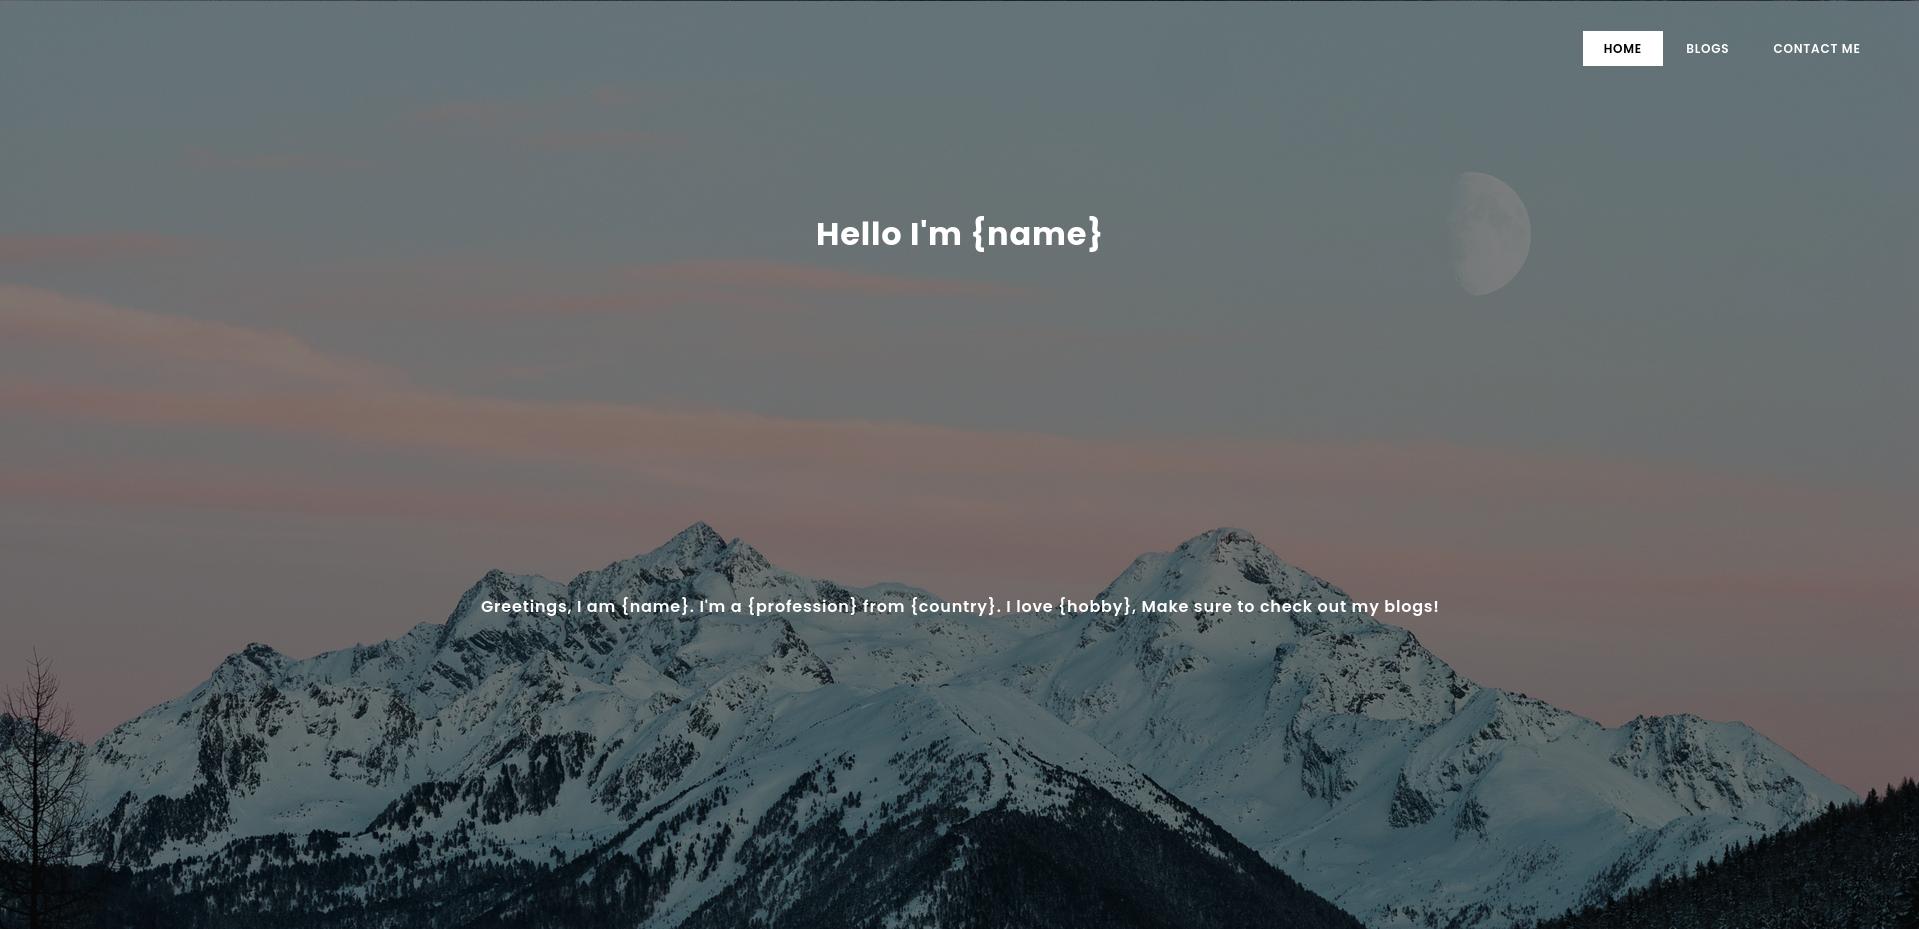 HOME BLOGS CONTACT ME
Hello I'm {name}
Greetings, I am {name}. I'm a {profession} from {country}. I love {hobby}, Make sure to check out my blogs!